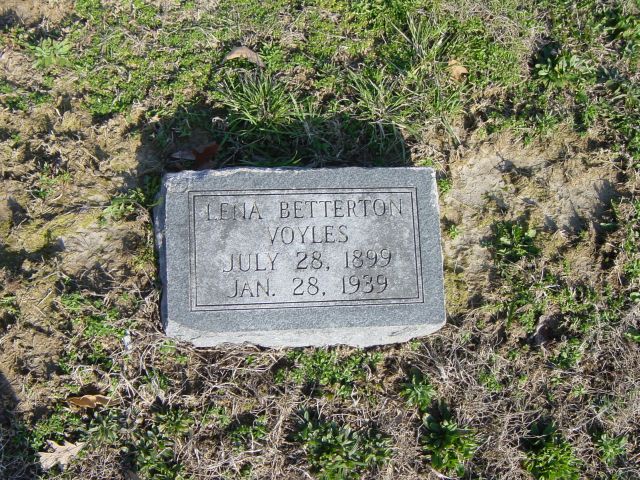 LENA BETTERTON
VOYLES
JULY 28, 1899
JAN. 28, 1939